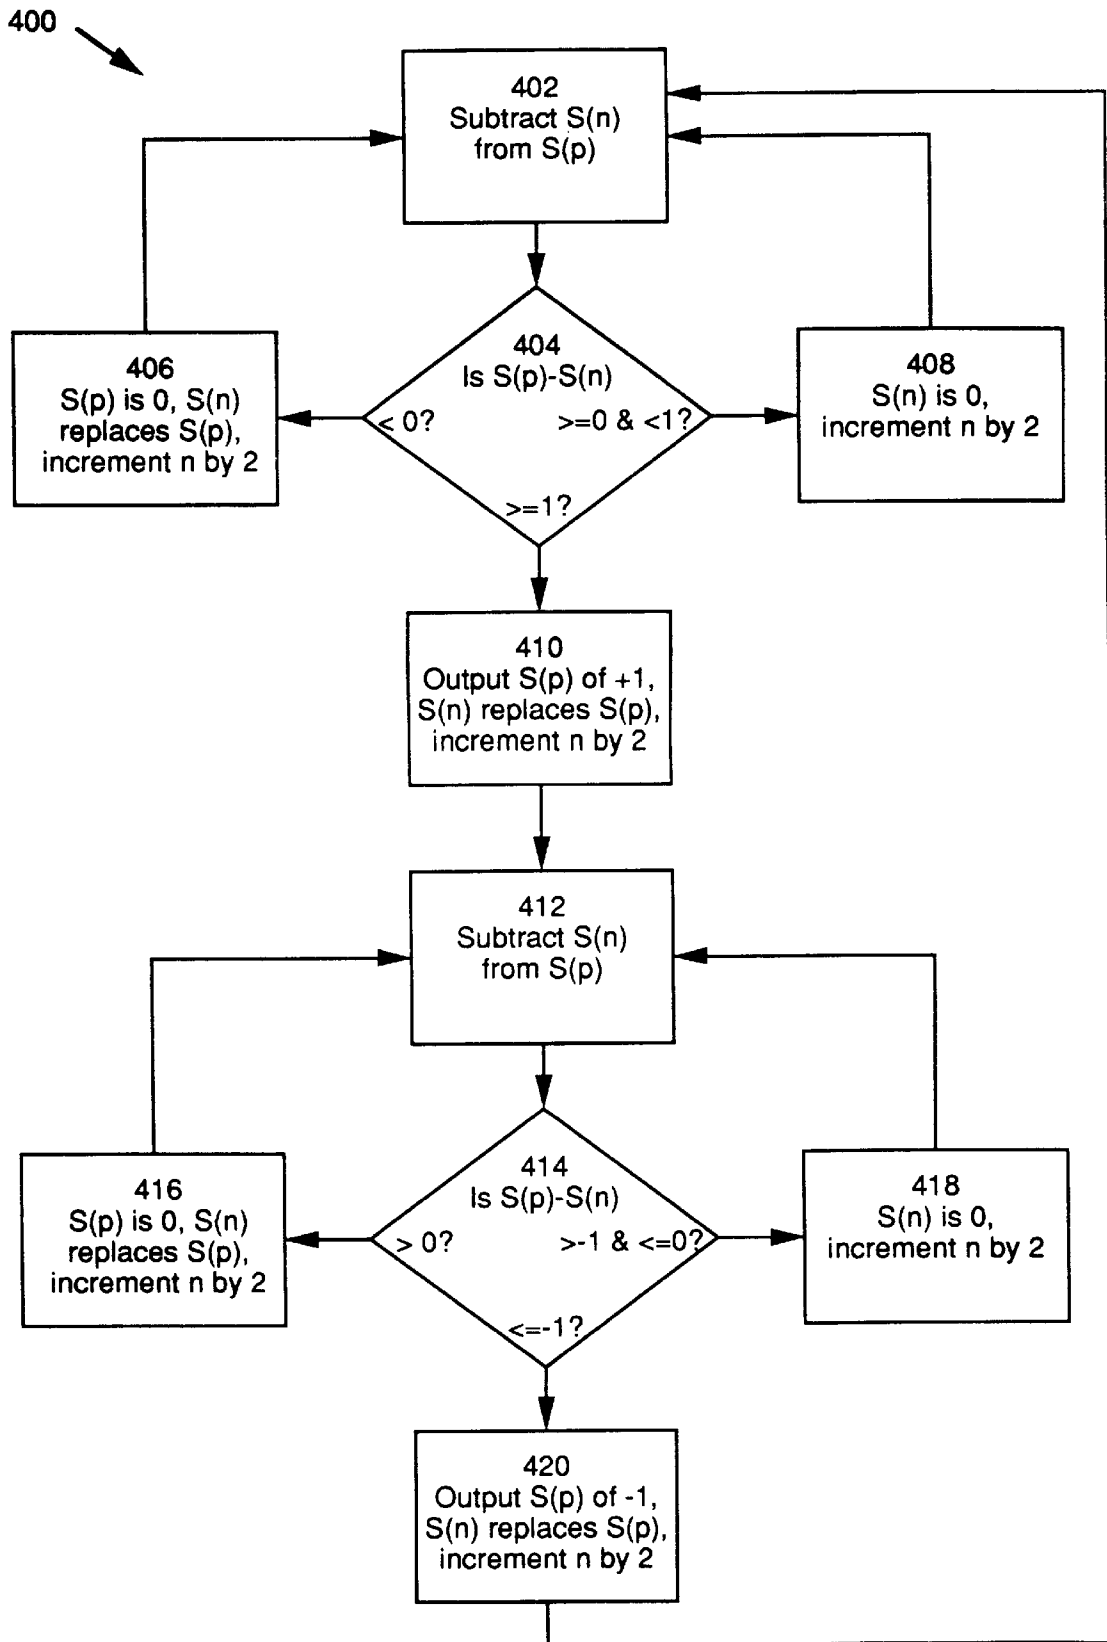 400
402
Subtract S(n)
from S(p)
404
Is S(p)-S(n)
< 0?
>=0 & <1?
>=1?
406
S(p) is 0, S(n)
replaces S(p),
increment n by 2
408
S(n) is 0,
increment n by 2
410
Output S(p) of +1,
S(n) replaces S(p),
increment n by 2
412
Subtract S(n)
from S(p)
414
Is S(p)-S(n)
> 0?
>-1 & <=0?
<=-1?
416
S(p) is 0, S(n)
replaces S(p),
increment n by 2
418
S(n) is 0,
increment n by 2
420
Output S(p) of -1,
S(n) replaces S(p),
increment n by 2